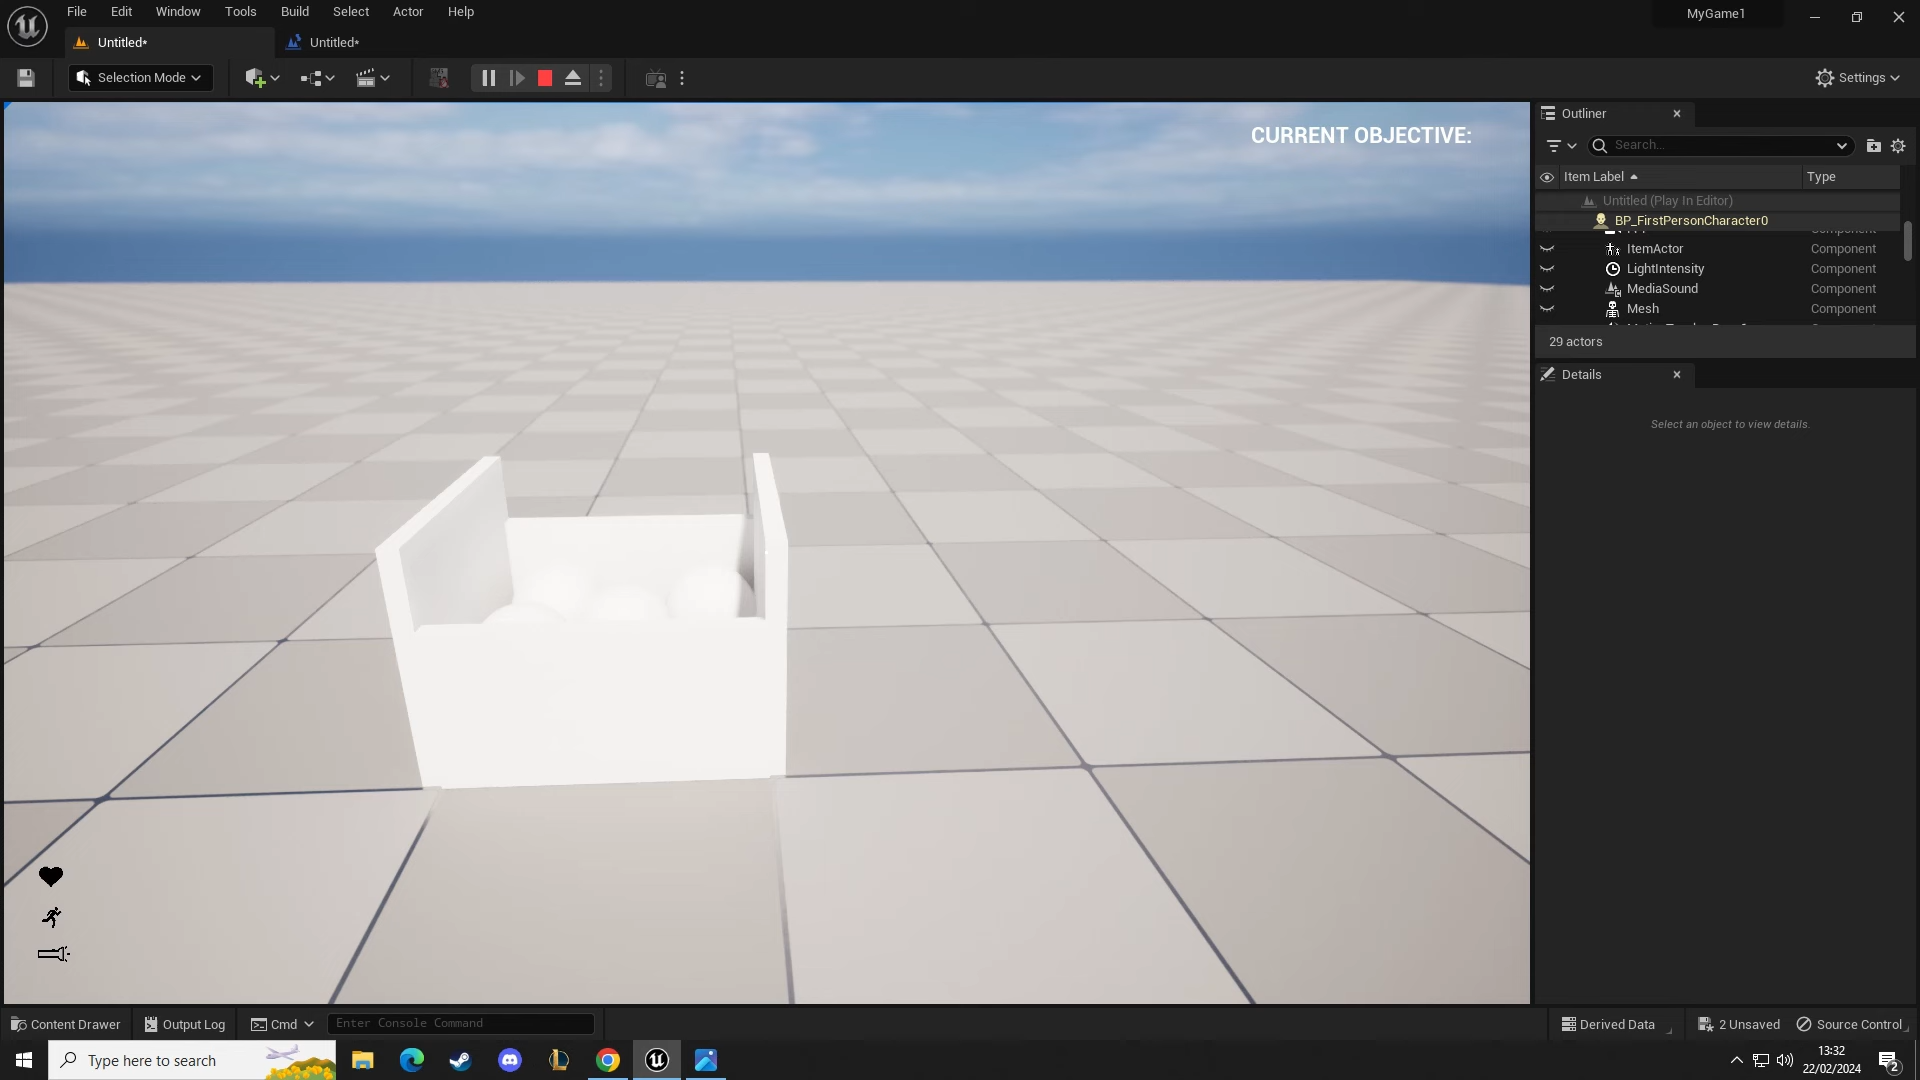 File Edit Window Tools Build Select Actor Help
MyGame1
Untitled*
Untitled*
Selection Mode
Settings
CURRENT OBJECTIVE:
Outliner
Search...
Item Label
Type
Untitled (Play In Editor)
BP_FirstPersonCharacter0
ItemActor Component
LightIntensity Component
MediaSound Component
Mesh Component
29 actors
Details
Select an object to view details.
Content Drawer
Output Log
Cmd
Enter Console Command
Derived Data
2 Unsaved
Source Control
Type here to search
13:32
22/02/2024
2